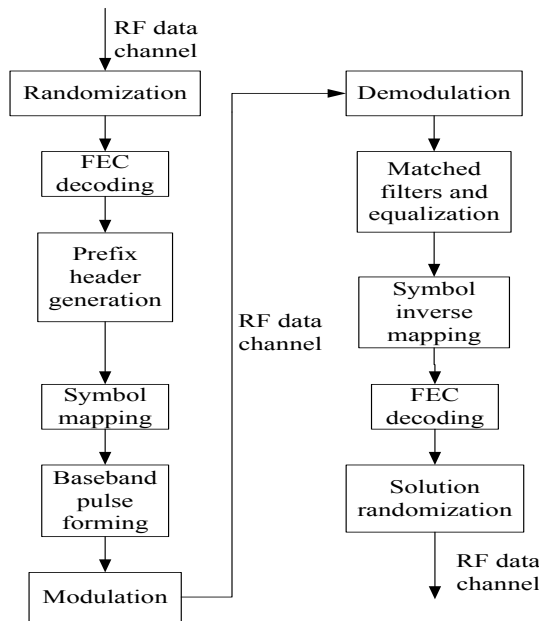 RF data
channel
Randomization
FEC
decoding
Prefix
header
generation
Symbol
mapping
Baseband
pulse
forming
Modulation
RF data
channel
Demodulation
Matched
filters and
equalization
Symbol
inverse
mapping
FEC
decoding
Solution
randomization
RF data
channel